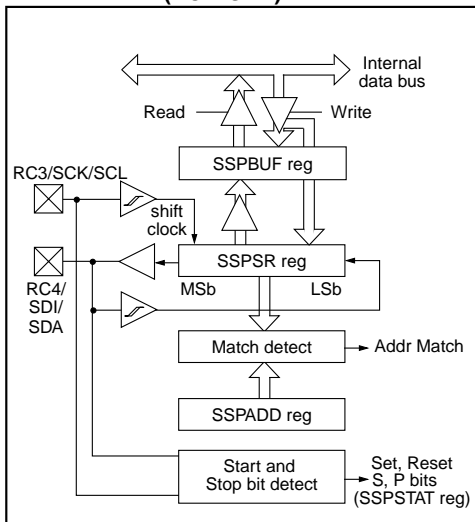 Internal
data bus
Read
Write
SSPBUF reg
RC3/SCK/SCL
shift
clock
SSPSR reg
MSb
LSb
RC4/
SDI/
SDA
Match detect
Addr Match
SSPADD reg
Start and
Stop bit detect
Set, Reset
S, P bits
(SSPSTAT reg)